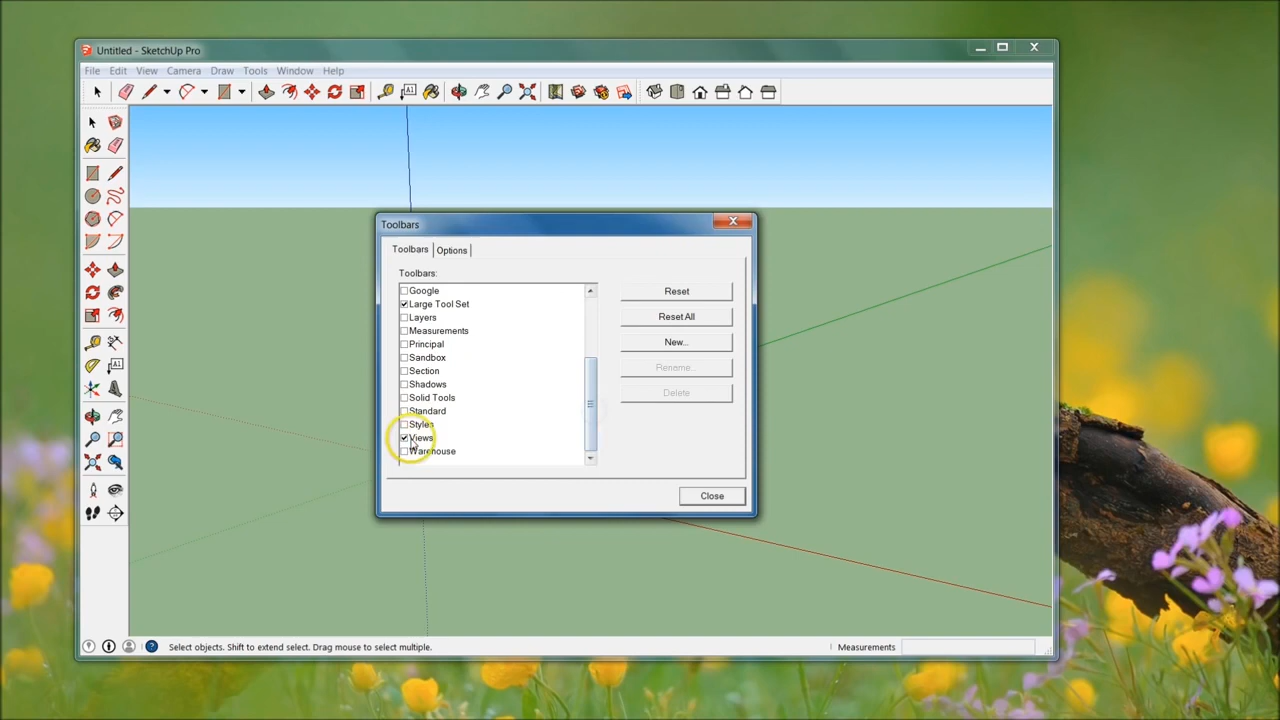 Untitled - SketchUp Pro
File Edit View Camera Draw Tools Window Help
A1
A1
Toolbars
Toolbars Options
Toolbars:
Google
Large Tool Set
Layers
Measurements
Principal
Sandbox
Section
Shadows
Solid Tools
Standard
Styles
Views
Warehouse
Reset
Reset All
New...
Rename...
Delete
Close
Select objects. Shift to extend select. Drag mouse to select multiple.
Measurements